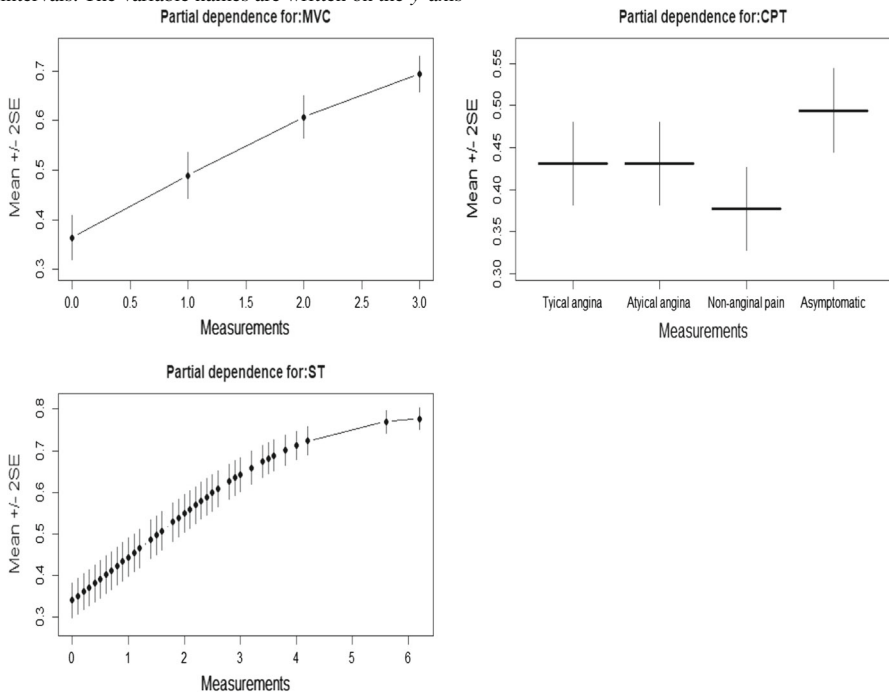 intervals. The variable names are written on the y-axis
Partial dependence for:MVC
Mean +/- 2SE
0.7
0.6
0.5
0.4
0.3
0.0 0.5 1.0 1.5 2.0 2.5 3.0
Measurements
Partial dependence for:CPT
Mean +/- 2SE
0.55
0.50
0.45
0.40
0.35
0.30
Tyical angina Atyical angina Non-anginal pain Asymptomatic
Measurements
Partial dependence for:ST
Mean +/- 2SE
0.8
0.7
0.6
0.5
0.4
0.3
0 1 2 3 4 5 6
Measurements